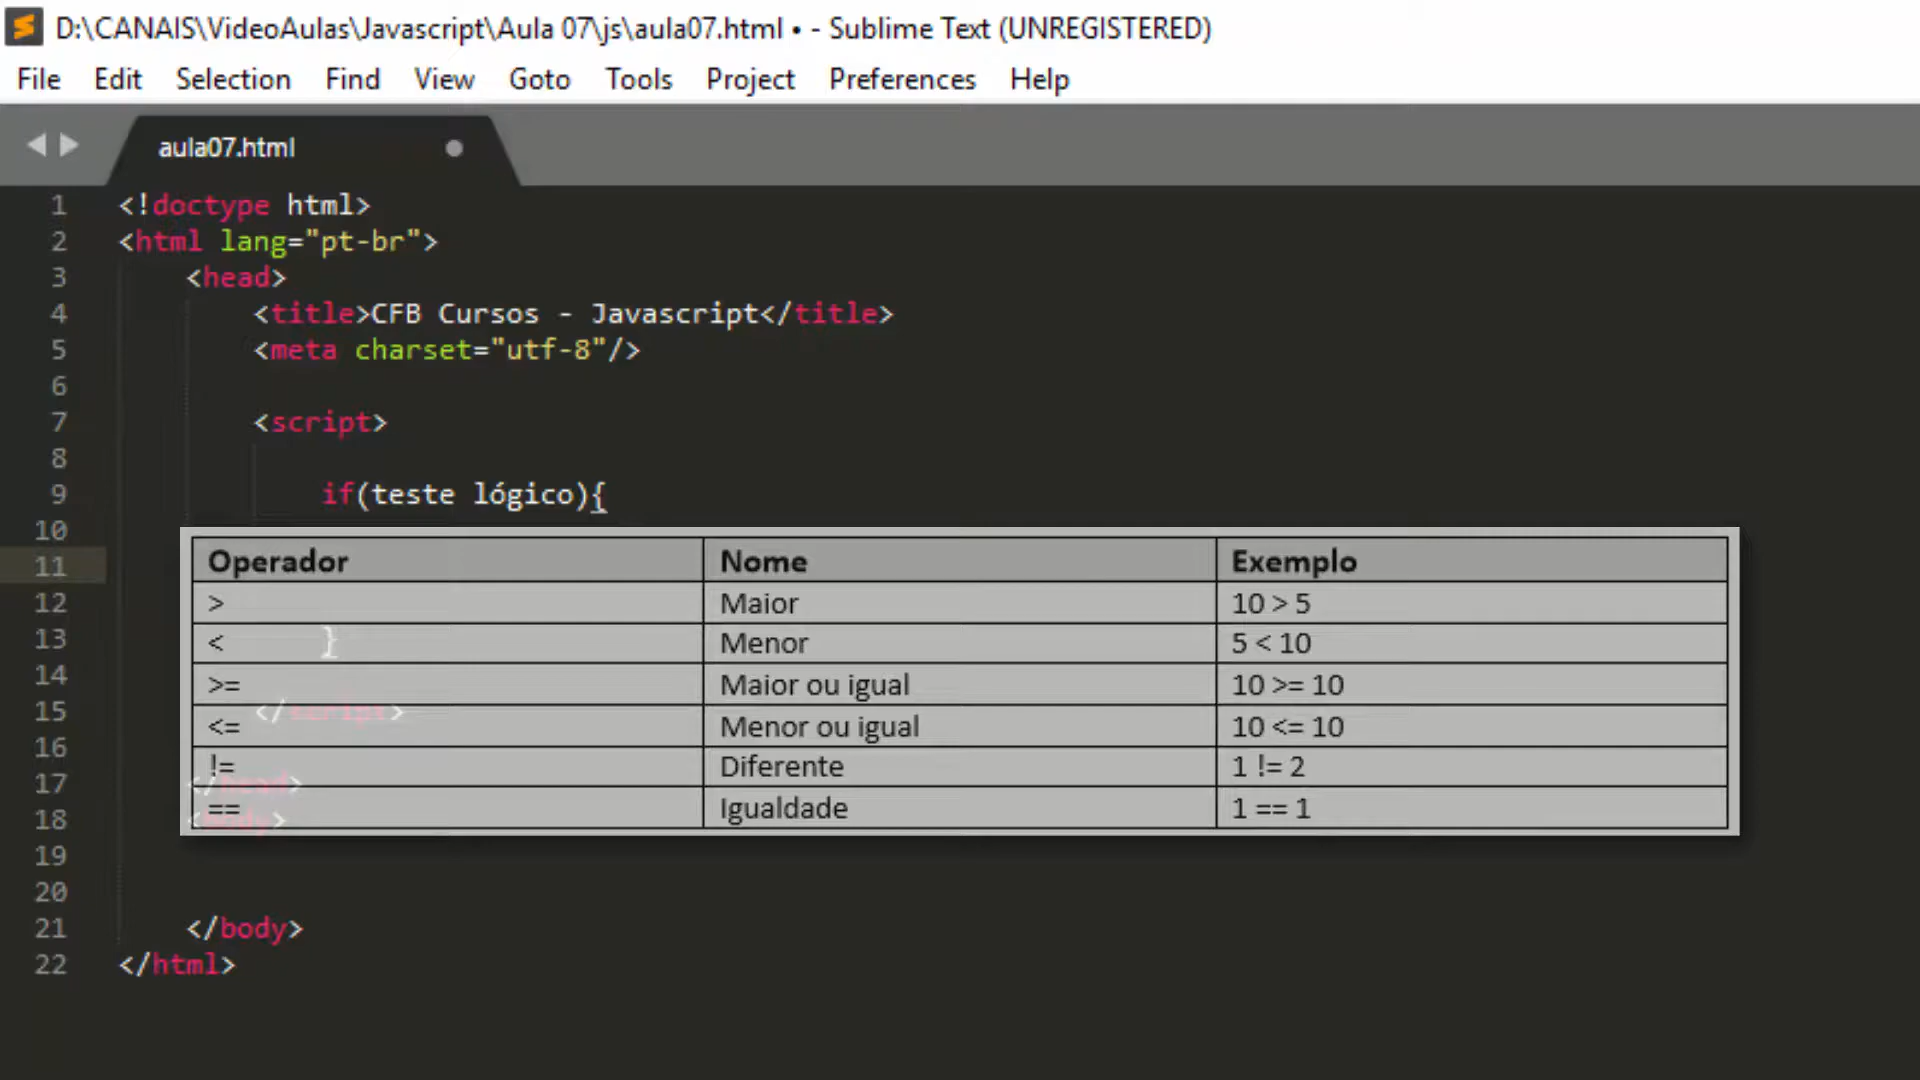 D:\CANAIS\VideoAulas\Javascript\Aula 07\js\aula07.html • - Sublime Text (UNREGISTERED)
File Edit Selection Find View Goto Tools Project Preferences Help
aula07.html
1 <!doctype html>
2 <html lang="pt-br">
3 <head>
4 <title>CFB Cursos - Javascript</title>
5 <meta charset="utf-8"/>
6
7 <script>
8
9 if(teste lógico){
10
Operador Nome Exemplo
11
12 > Maior 10 > 5
13 < } Menor 5 < 10
14 >= Maior ou igual 10 >= 10
15 </script>
<= Menor ou igual 10 <= 10
16
!= Diferente 1 != 2
17 </head>
== Igualdade 1 == 1
18 <body>
19
20
21 </body>
22 </html>